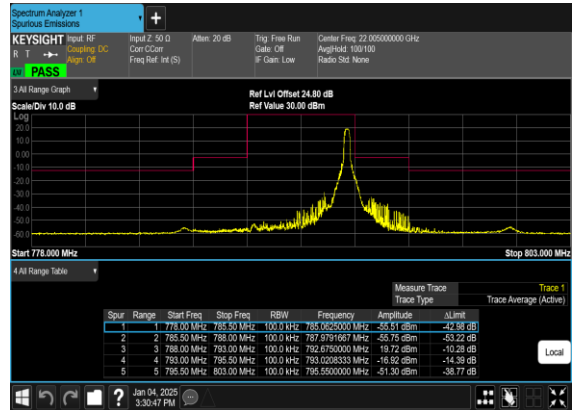 Spectrum Analyzer 1
Spurious Emissions
KEYSIGHT Input: RF Input Z: 50 Ω Atten: 20 dB Trig: Free Run Center Freq: 22.005000000 GHz
R T Coupling: DC Corr CCorr Gate: Off Avg|Hold: 100/100
Align: Off Freq Ref: Int (S) IF Gain: Low Radio Std: None
PASS
3 All Range Graph
Ref Lvl Offset 24.80 dB
Scale/Div 10.0 dB Ref Value 30.00 dBm
Log
20.0
10.0
0.00
-10.0
-20.0
-30.0
-40.0
-50.0
-60.0
Start 778.000 MHz Stop 803.000 MHz
4 All Range Table
Measure Trace Trace 1
Trace Type Trace Average (Active)
Spur Range Start Freq Stop Freq RBW Frequency Amplitude ΔLimit
1 1 778.00 MHz 785.50 MHz 100.0 kHz 785.0625000 MHz -55.51 dBm -42.98 dB
2 2 785.50 MHz 788.00 MHz 100.0 kHz 787.9791667 MHz -55.75 dBm -53.22 dB
3 3 788.00 MHz 793.00 MHz 100.0 kHz 792.6750000 MHz 19.72 dBm -10.28 dB
4 4 793.00 MHz 795.50 MHz 100.0 kHz 793.0208333 MHz -16.92 dBm -14.39 dB
5 5 795.50 MHz 803.00 MHz 100.0 kHz 795.5500000 MHz -51.30 dBm -38.77 dB
Local
Jan 04, 2025
3:30:47 PM